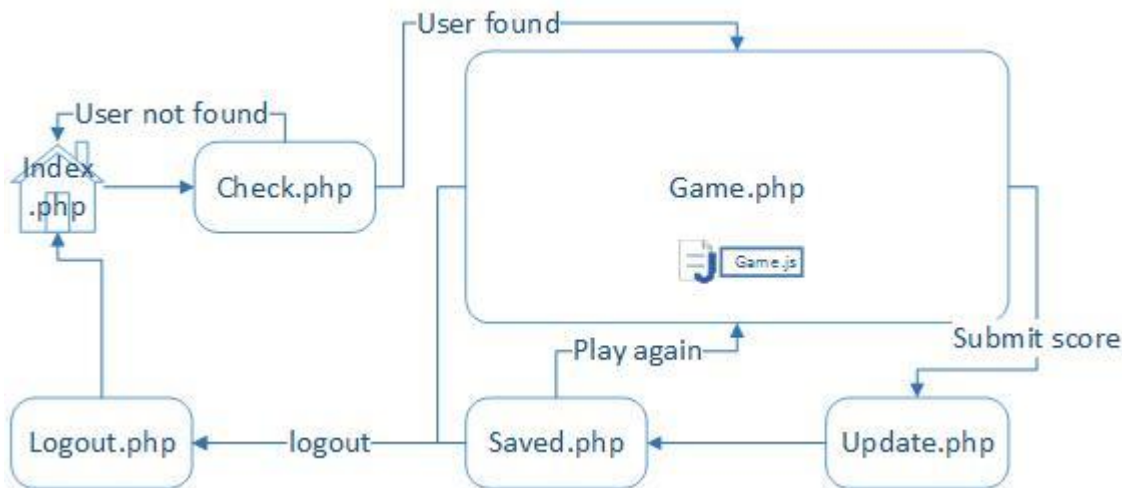 User found
User not found
Index
.php
Check.php
Game.php
Game.js
Play again
Submit score
Logout.php
logout
Saved.php
Update.php